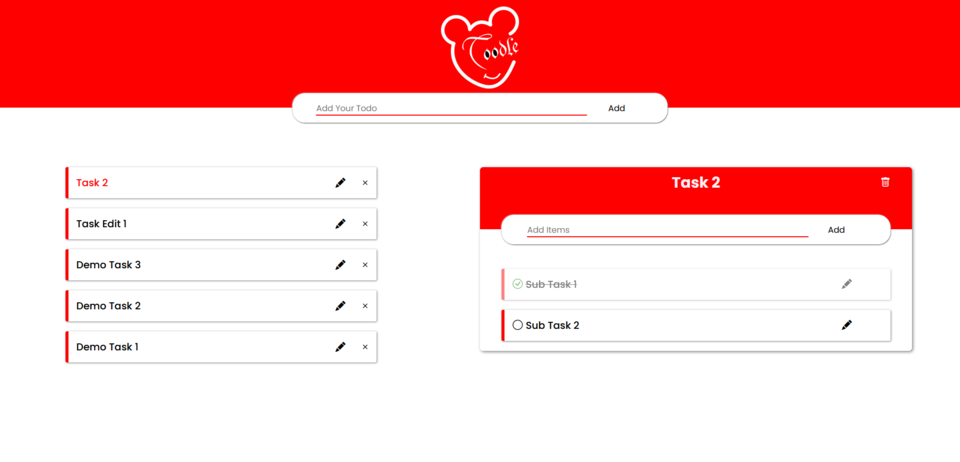 Toodle
Add Your Todo Add
Task 2
Task Edit 1
Demo Task 3
Demo Task 2
Demo Task 1
Task 2
Add Items Add
Sub Task 1
Sub Task 2